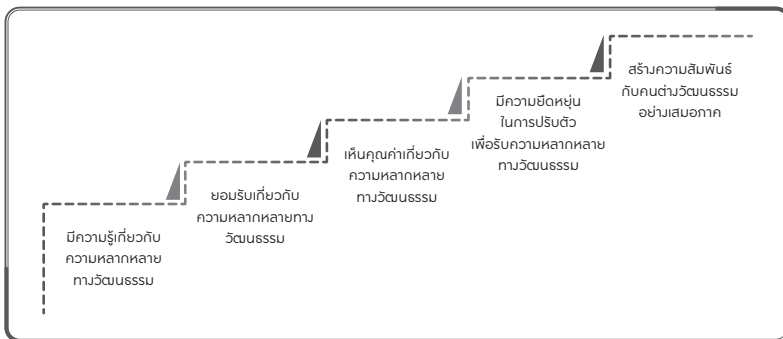 มีความรู้เกี่ยวกับ
ความหลากหลาย
ทางวัฒนธรรม
ยอมรับเกี่ยวกับ
ความหลากหลายทาง
วัฒนธรรม
เห็นคุณค่าเกี่ยวกับ
ความหลากหลาย
ทางวัฒนธรรม
มีความยืดหยุ่น
ในการปรับตัว
เพื่อรับความหลากหลาย
ทางวัฒนธรรม
สร้างความสัมพันธ์
กับคนต่างวัฒนธรรม
อย่างเสมอภาค